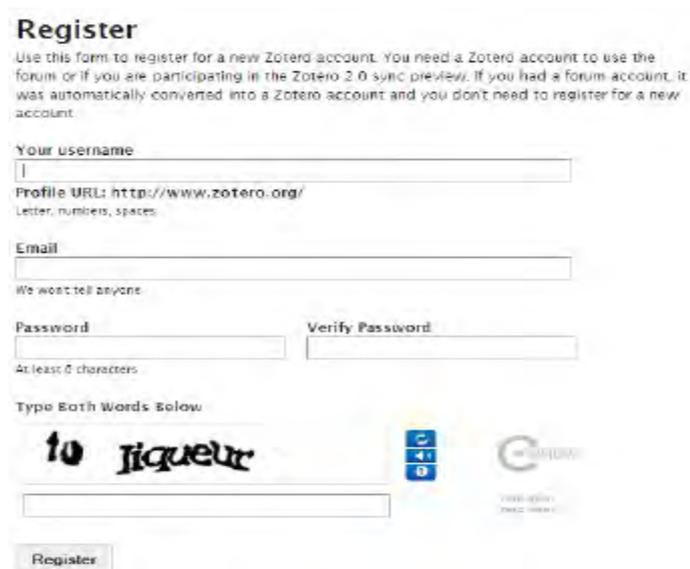 Register
Use this form to register for a new Zotero account. You need a Zotero account to use the
forum or if you are participating in the Zotero 2.0 sync preview. If you had a forum account, it
was automatically converted into a Zotero account and you don't need to register for a new
account
Your username
Profile URL: http://www.zotero.org/
Letter, numbers, spaces
Email
We won't tell anyone
Password Verify Password
At least 6 characters
Type Both Words Below
to liqueur
Register